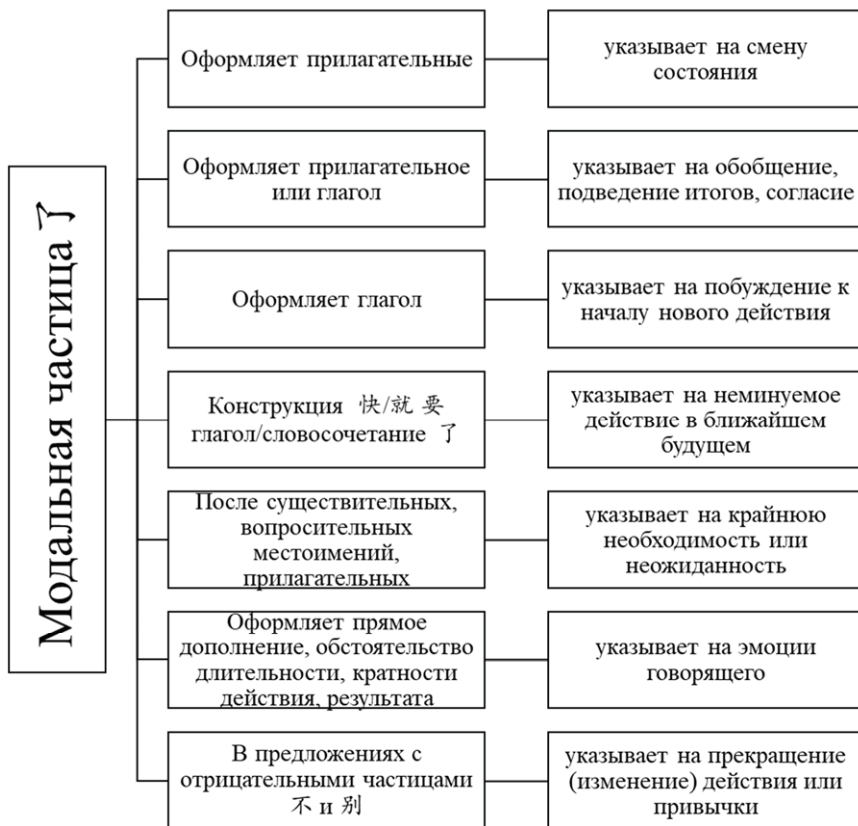 Модальная частица 了
Оформляет прилагательные
указывает на смену
состояния
Оформляет прилагательное
или глагол
указывает на обобщение,
подведение итогов, согласие
Оформляет глагол
указывает на побуждение к
началу нового действия
Конструкция 快/就 要
глагол/словосочетание 了
указывает на неминуемое
действие в ближайшем
будущем
После существительных,
вопросительных
местоимений,
прилагательных
указывает на крайнюю
необходимость или
неожиданность
Оформляет прямое
дополнение, обстоятельство
длительности, кратности
действия, результата
указывает на эмоции
говорящего
В предложениях с
отрицательными частицами
不 и 别
указывает на прекращение
(изменение) действия или
привычки